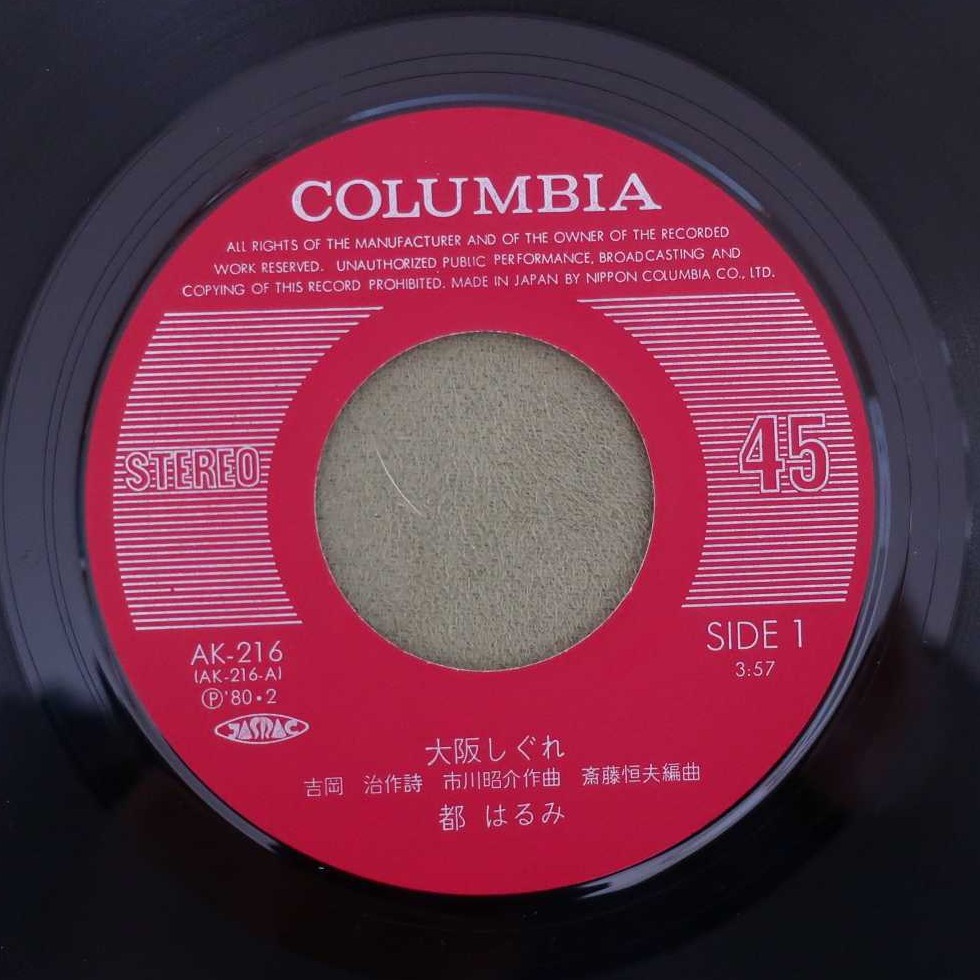 COLUMBIA
ALL RIGHTS OF THE MANUFACTURER AND OF THE OWNER OF THE RECORDED
WORK RESERVED. UNAUTHORIZED PUBLIC PERFORMANCE, BROADCASTING AND
COPYING OF THIS RECORD PROHIBITED. MADE IN JAPAN BY NIPPON COLUMBIA CO., LTD.
STEREO
45
AK-216
(AK-216-A)
Ⓟ'80・2
JASRAC
SIDE 1
3:57
大阪しぐれ
吉岡 治作詩 市川昭介作曲 斎藤恒夫編曲
都 はるみ